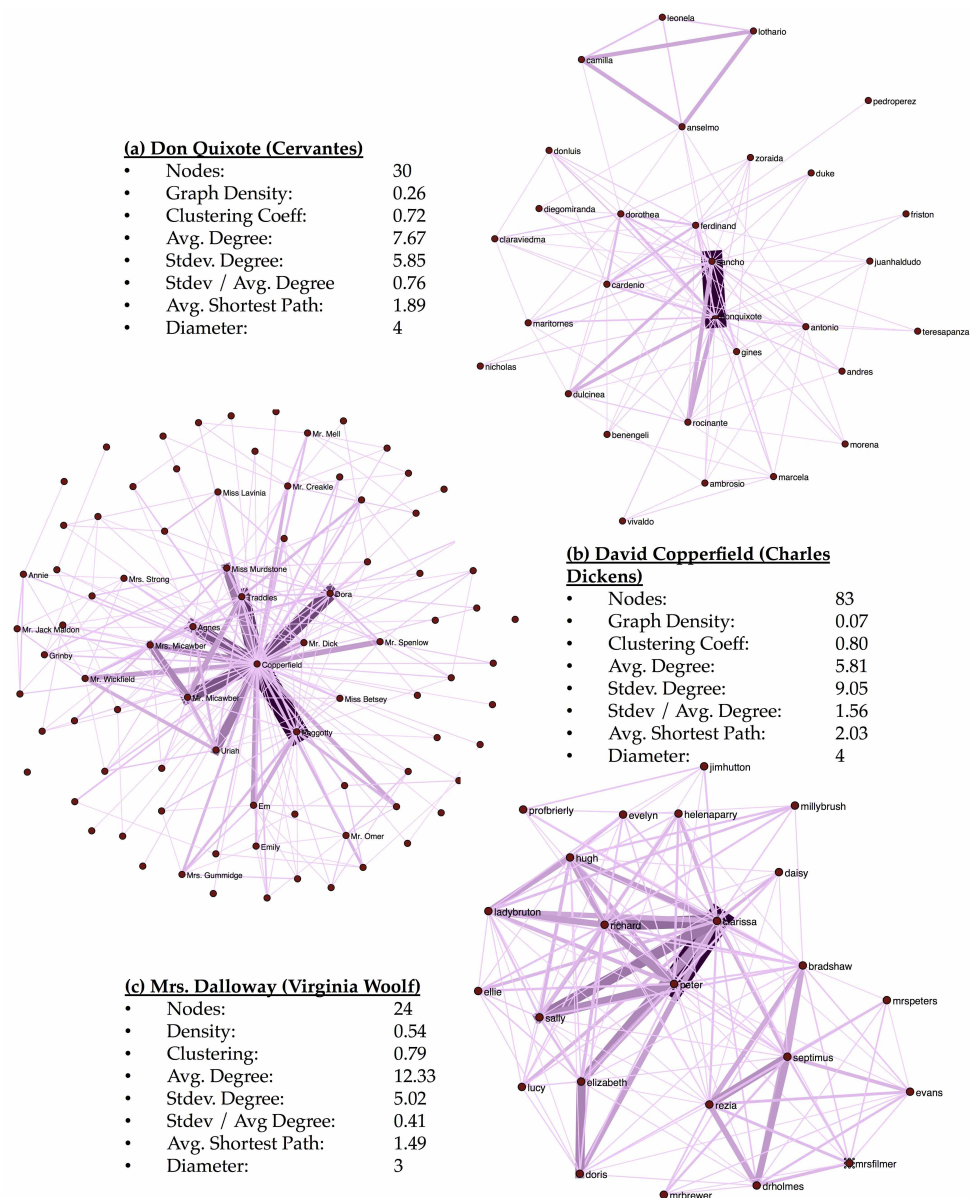 leonela
lothario
camilla
pedroperez
anselmo
(a) Don Quixote (Cervantes)
• Nodes: 30
• Graph Density: 0.26
• Clustering Coeff: 0.72
• Avg. Degree: 7.67
• Stdev. Degree: 5.85
• Stdev / Avg. Degree 0.76
• Avg. Shortest Path: 1.89
• Diameter: 4
donluis
zoraida
duke
diegomiranda
dorothea
friston
ferdinand
claraviedma
sancho
juanhaldudo
cardenio
donquixote
maritornes
antonio
teresapanza
gines
nicholas
andres
dulcinea
rocinante
benengeli
morena
marcela
ambrosio
vivaldo
Mr. Mell
Miss Lavinia
Mr. Creakle
Annie
Mrs. Strong
Miss Murdstone
Traddles
Dora
Mr. Jack Maldon
Agnes
Mrs. Micawber
Mr. Dick
Mr. Spenlow
Grinby
Copperfield
Mr. Wickfield
Mr. Micawber
Miss Betsey
Peggotty
Uriah
Em
Mr. Omer
Emily
Mrs. Gummidge
(b) David Copperfield (Charles
Dickens)
• Nodes: 83
• Graph Density: 0.07
• Clustering Coeff: 0.80
• Avg. Degree: 5.81
• Stdev. Degree: 9.05
• Stdev / Avg. Degree: 1.56
• Avg. Shortest Path: 2.03
• Diameter: 4
jimhutton
profbrierly
evelyn
helenaparry
millybrush
hugh
daisy
ladybruton
richard
clarissa
bradshaw
peter
ellie
mrspeters
sally
septimus
lucy
elizabeth
evans
rezia
mrsfilmer
doris
drholmes
mrbrewer
(c) Mrs. Dalloway (Virginia Woolf)
• Nodes: 24
• Density: 0.54
• Clustering: 0.79
• Avg. Degree: 12.33
• Stdev. Degree: 5.02
• Stdev / Avg Degree: 0.41
• Avg. Shortest Path: 1.49
• Diameter: 3